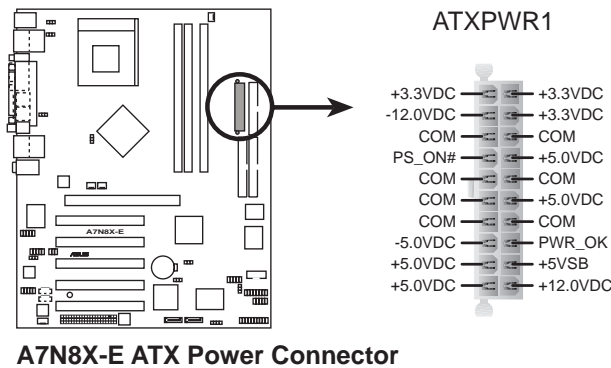 ATXPWR1
+3.3VDC +3.3VDC
-12.0VDC +3.3VDC
COM COM
PS_ON# +5.0VDC
COM COM
COM +5.0VDC
COM COM
-5.0VDC PWR_OK
+5.0VDC +5VSB
+5.0VDC +12.0VDC
A7N8X-E
ASUS
A7N8X-E ATX Power Connector